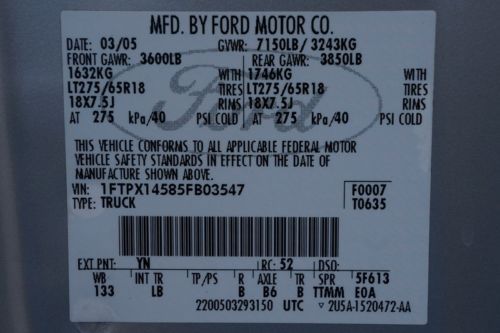 MFD. BY FORD MOTOR CO.
DATE: 03/05 GVWR: 7150LB/ 3243KG
FRONT GAWR: 3600LB REAR GAWR: 3850LB
1632KG WITH 1746KG WITH
LT275/65R18 TIRES LT275/65R18 TIRES
18X7.5J RIMS 18X7.5J RIMS
AT 275 kPa/40 PSI COLD AT 275 kPa/40 PSI COLD
Ford
THIS VEHICLE CONFORMS TO ALL APPLICABLE FEDERAL MOTOR
VEHICLE SAFETY STANDARDS IN EFFECT ON THE DATE OF
MANUFACTURE SHOWN ABOVE.
VIN: 1FTPX14585FB03547 F0007
TYPE: TRUCK T0635
EXT PNT: YN RC: 52 DSO:
WB INT TR TP/PS R AXLE TR SPR 5F613
133 LB B B6 B TTMM E0A
2200503293150 UTC ▽2U5A-1520472-AA